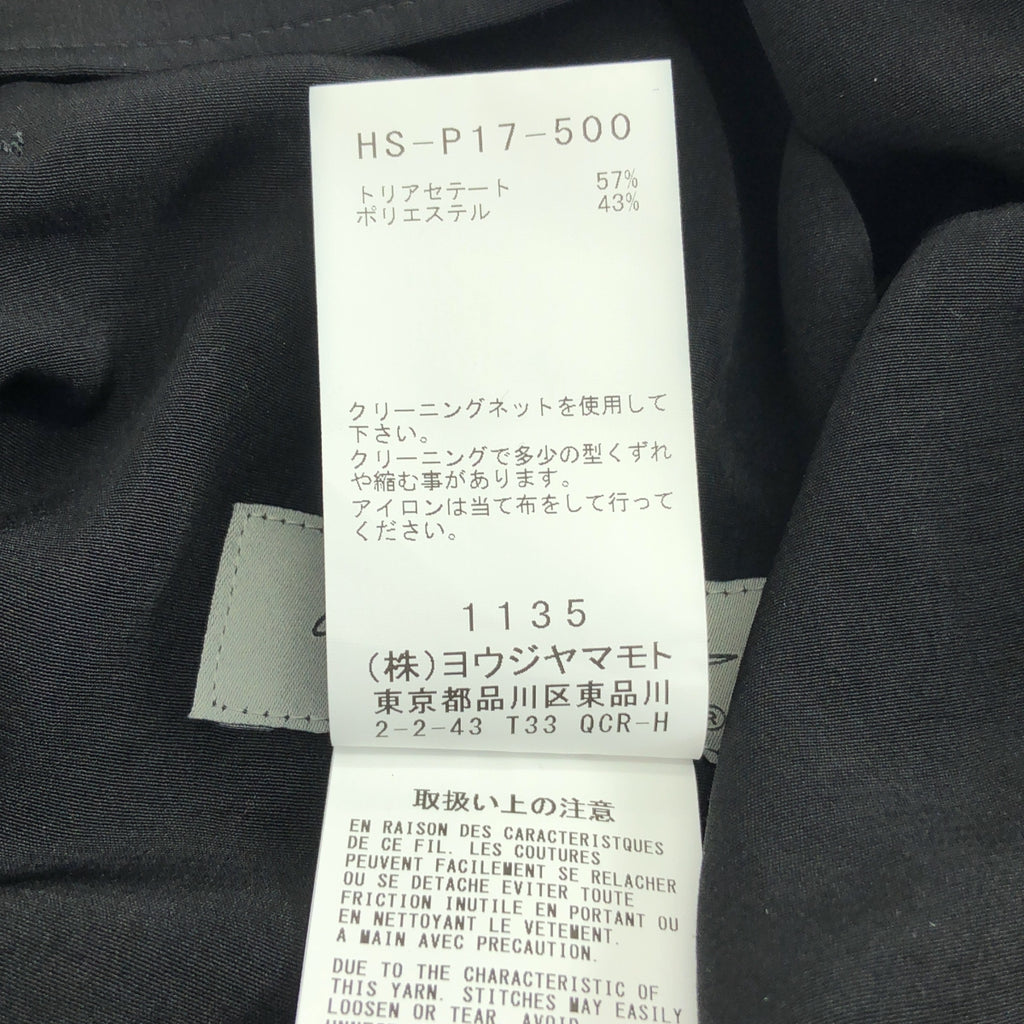 HS-P17-500
トリアセテート 57%
ポリエステル 43%
クリーニングネットを使用して
下さい。
クリーニングで多少の型くずれ
や縮む事があります。
アイロンは当て布をして行って
ください。
1135
(株)ヨウジヤマモト
東京都品川区東品川
2-2-43 T33 QCR-H
®
取扱い上の注意
EN RAISON DES CARACTERISTQUES
DE CE FIL. LES COUTURES
PEUVENT FACILEMENT SE RELACHER
OU SE DETACHE EVITER TOUTE
FRICTION INUTILE EN PORTANT OU
EN NETTOYANT LE VETEMENT.
A MAIN AVEC PRECAUTION.
DUE TO THE CHARACTERISTIC OF
THIS YARN. STITCHES MAY EASILY
LOOSEN OR TEAR. AVOID